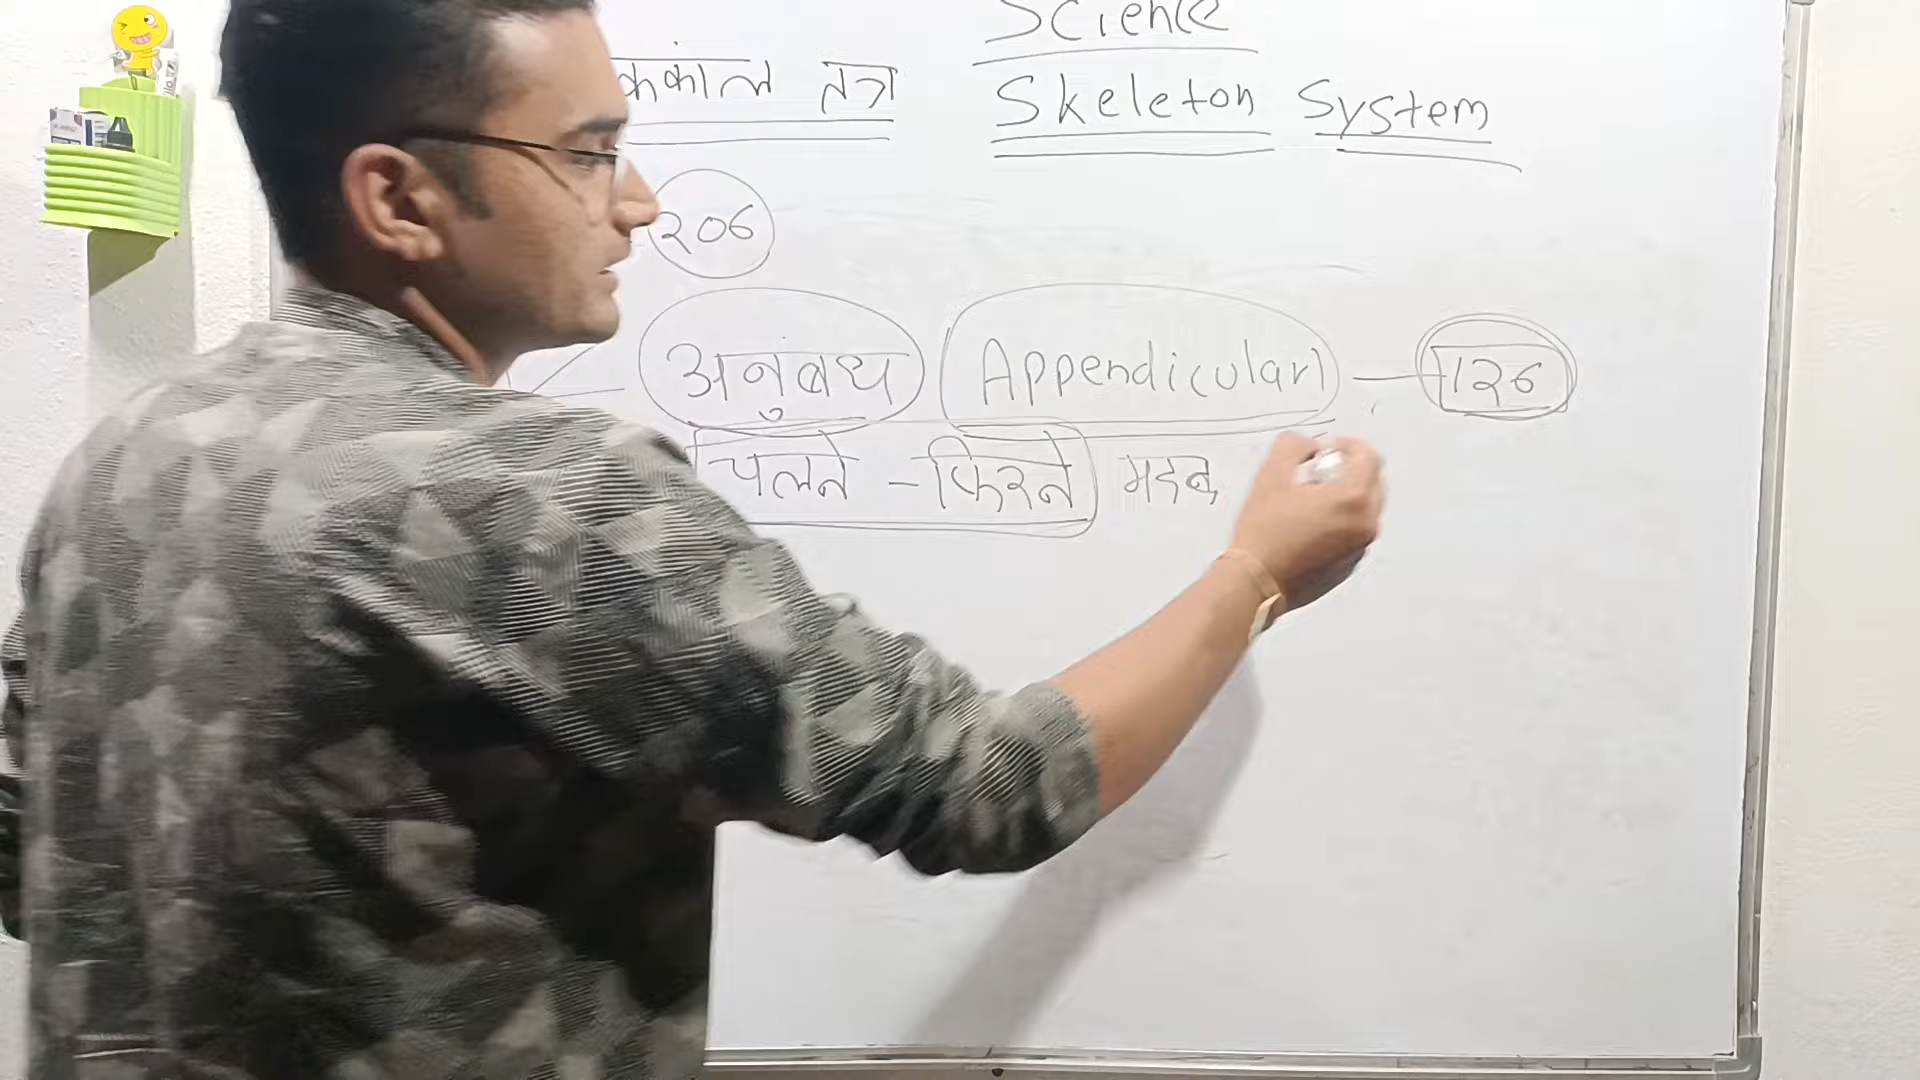 Science
कंकाल तंत्र Skeleton System
206
अनुबंध Appendicular 126
चलने - फिरने मदद